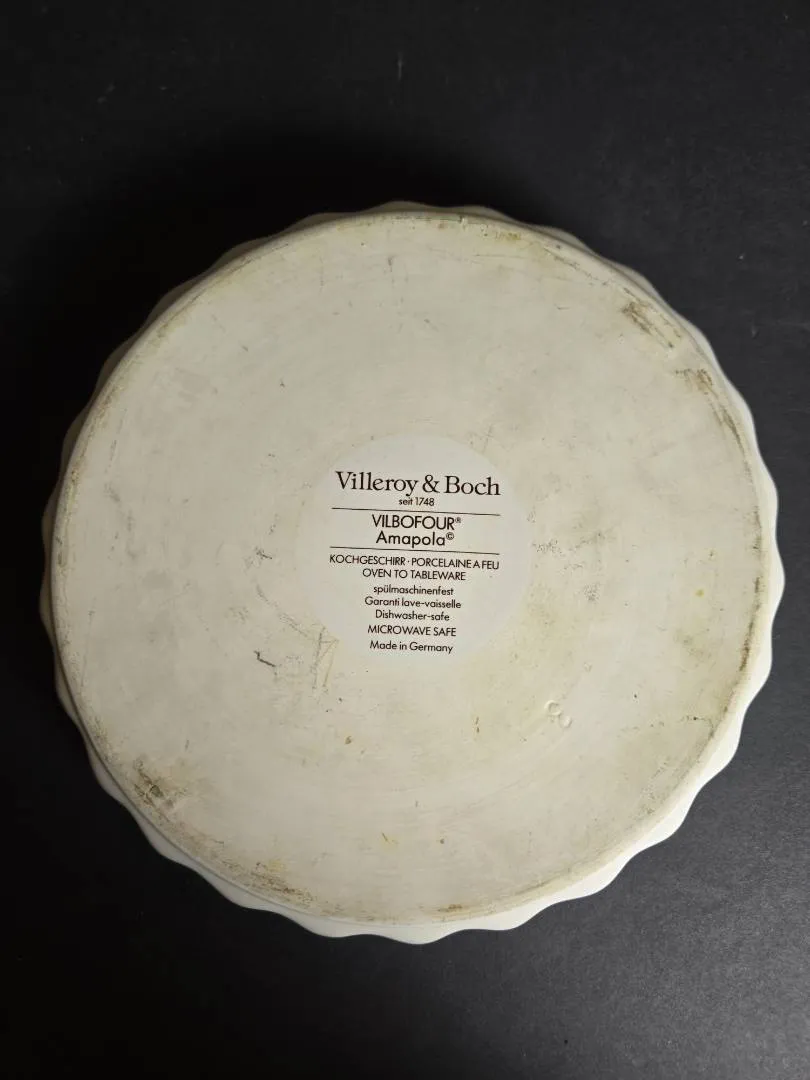 Villeroy & Boch
seit 1748
VILBOFOUR®
Amapola©
KOCHGESCHIRR · PORCELAINE A FEU
OVEN TO TABLEWARE
spülmaschinenfest
Garanti lave-vaisselle
Dishwasher-safe
MICROWAVE SAFE
Made in Germany
8